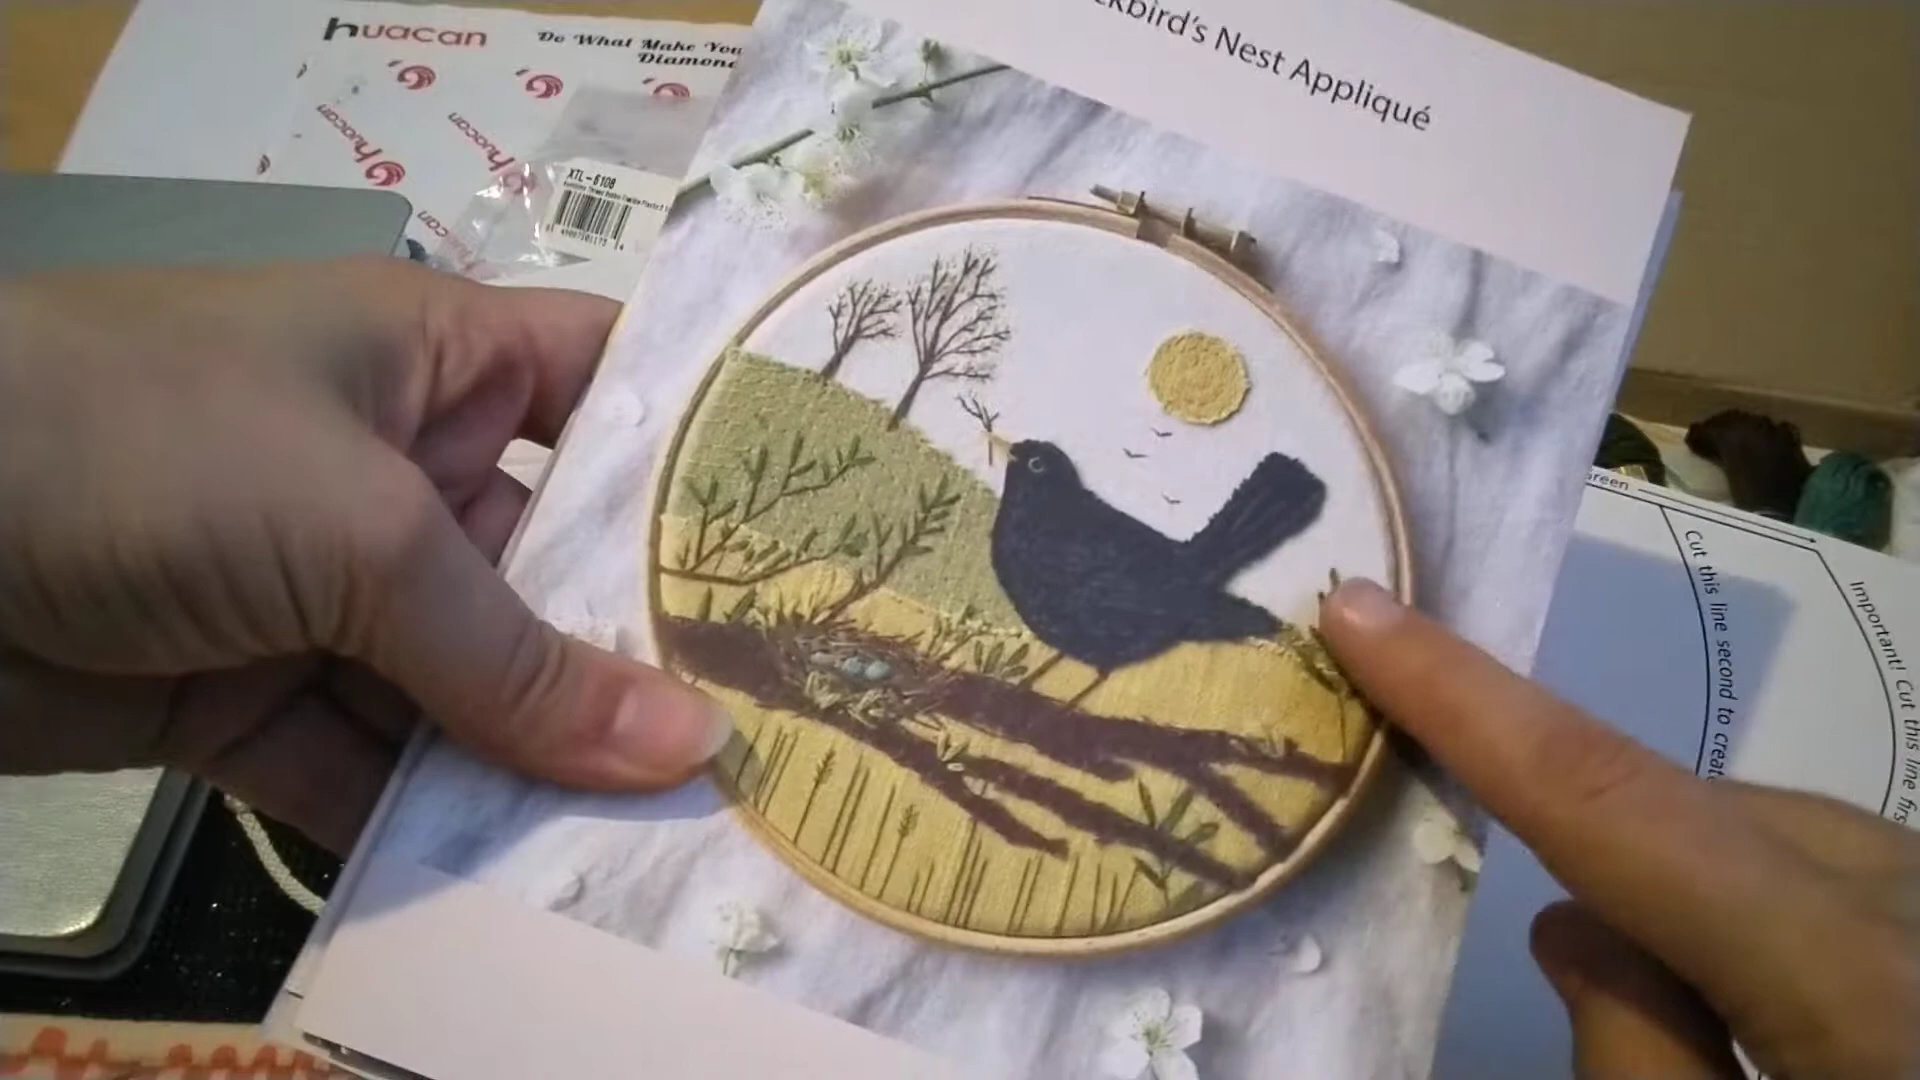 huacan
Do What Make You
Diamond
huacan
huacan
huacan
XTL-6108
ckbird's Nest Appliqué
Green
Cut this line second to create
Important! Cut this line first